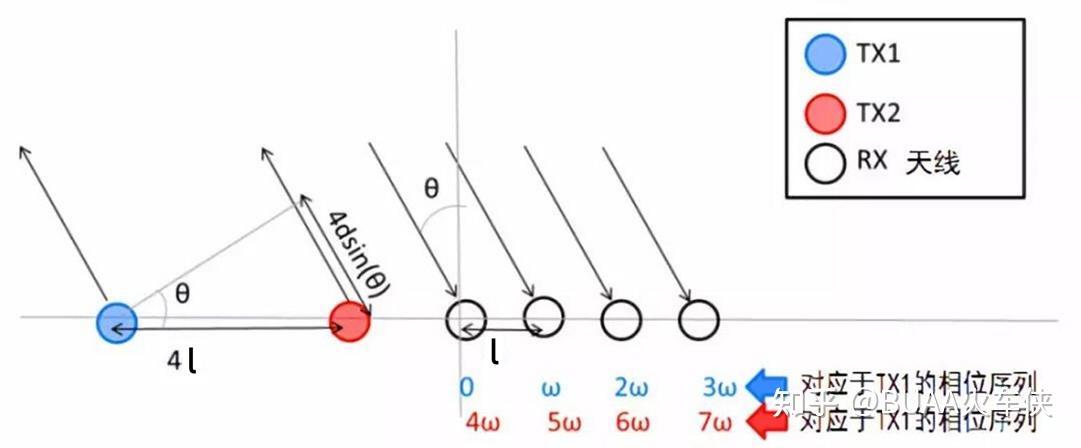 TX1
TX2
RX 天线
θ
4dsin(θ)
θ
4l
l
0 ω 2ω 3ω 对应于TX1的相位序列
4ω 5ω 6ω 7ω 对应于TX1的相位序列
知乎 @BUAA火车侠